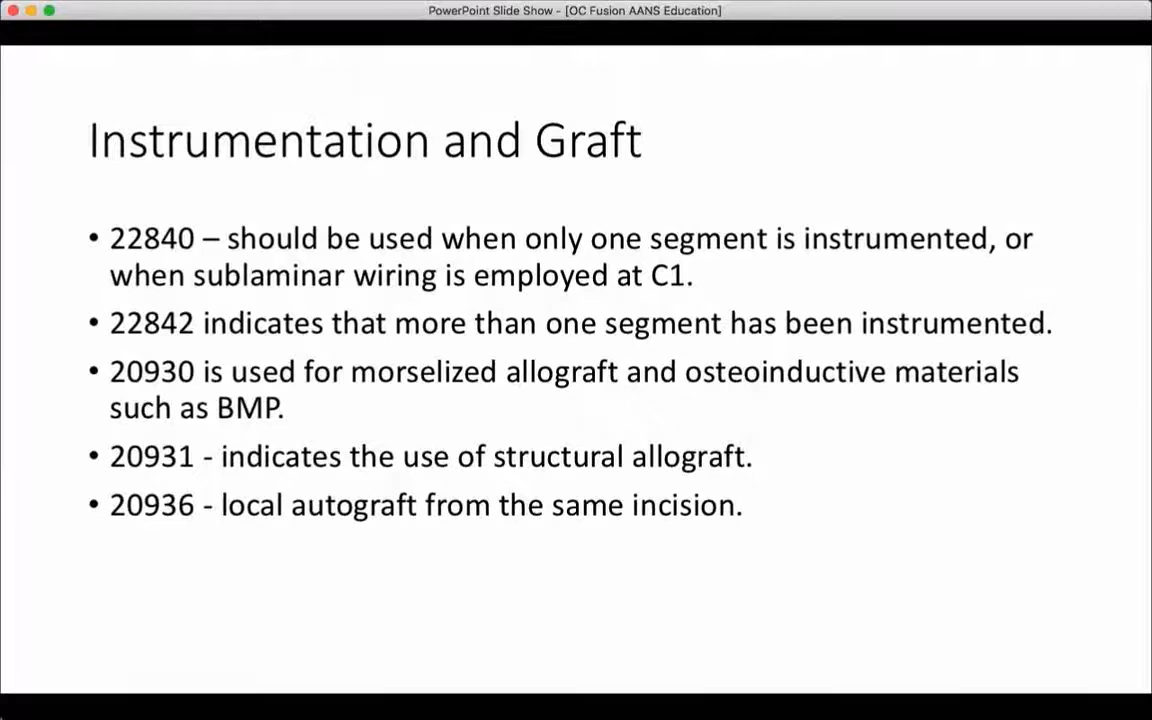 PowerPoint Slide Show - [OC Fusion AANS Education]
Instrumentation and Graft
• 22840 – should be used when only one segment is instrumented, or
when sublaminar wiring is employed at C1.
• 22842 indicates that more than one segment has been instrumented.
• 20930 is used for morselized allograft and osteoinductive materials
such as BMP.
• 20931 - indicates the use of structural allograft.
• 20936 - local autograft from the same incision.